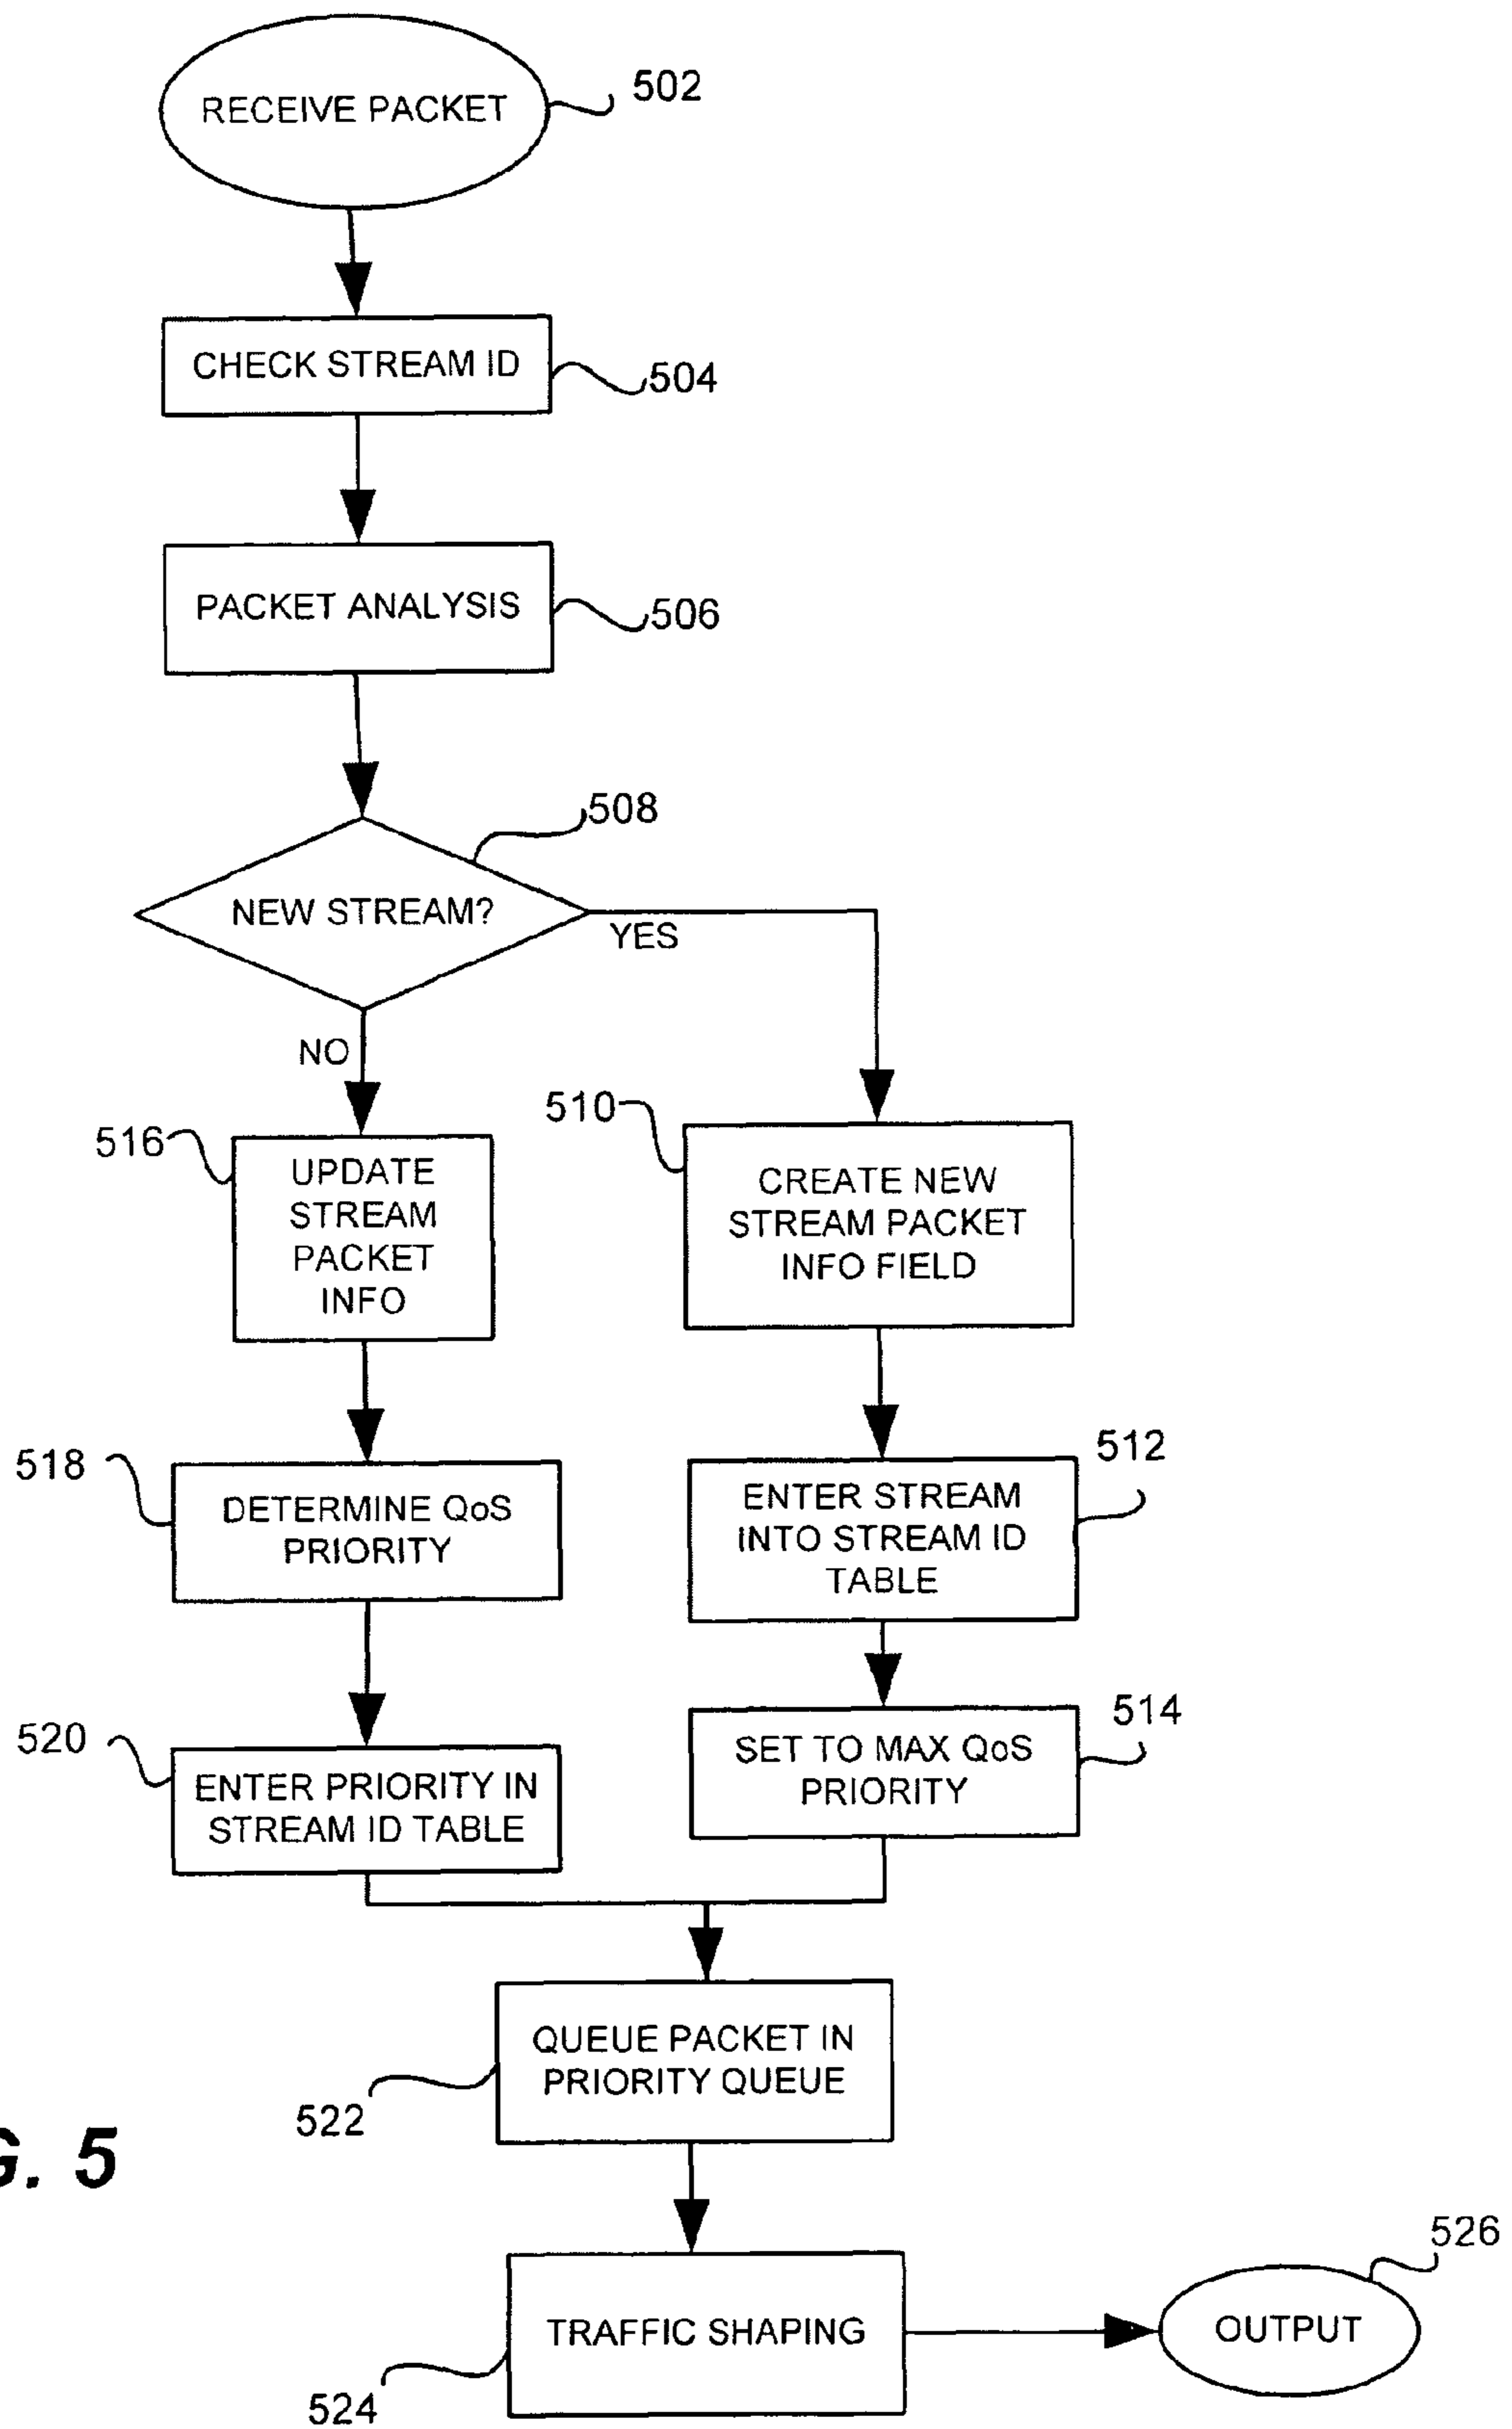 RECEIVE PACKET
502
CHECK STREAM ID
504
PACKET ANALYSIS
506
508
NEW STREAM?
YES
NO
516
UPDATE
STREAM
PACKET
INFO
510
CREATE NEW
STREAM PACKET
INFO FIELD
518
DETERMINE QoS
PRIORITY
512
ENTER STREAM
INTO STREAM ID
TABLE
520
ENTER PRIORITY IN
STREAM ID TABLE
514
SET TO MAX QoS
PRIORITY
QUEUE PACKET IN
PRIORITY QUEUE
522
G. 5
TRAFFIC SHAPING
524
526
OUTPUT